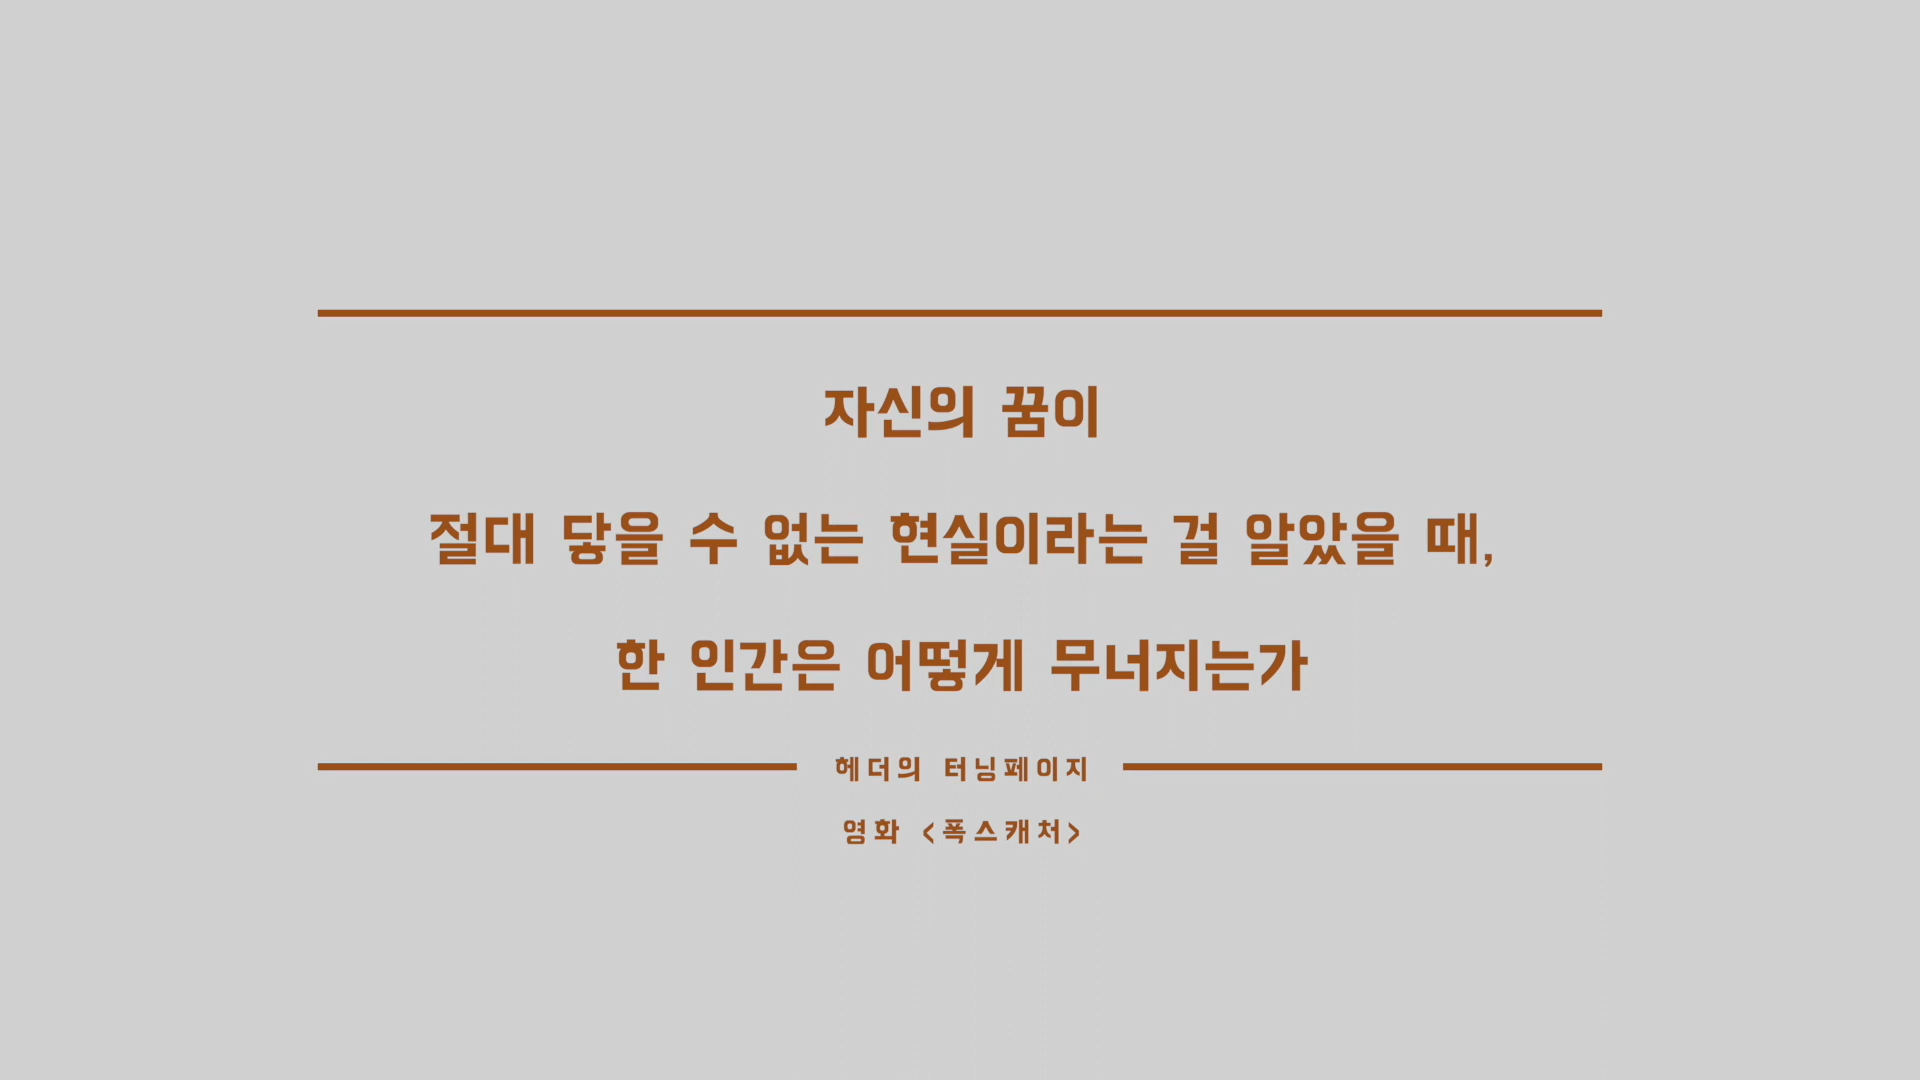 자신의 꿈이
절대 닿을 수 없는 현실이라는 걸 알았을 때,
한 인간은 어떻게 무너지는가
헤더의 터닝페이지
영화 <폭스캐처>